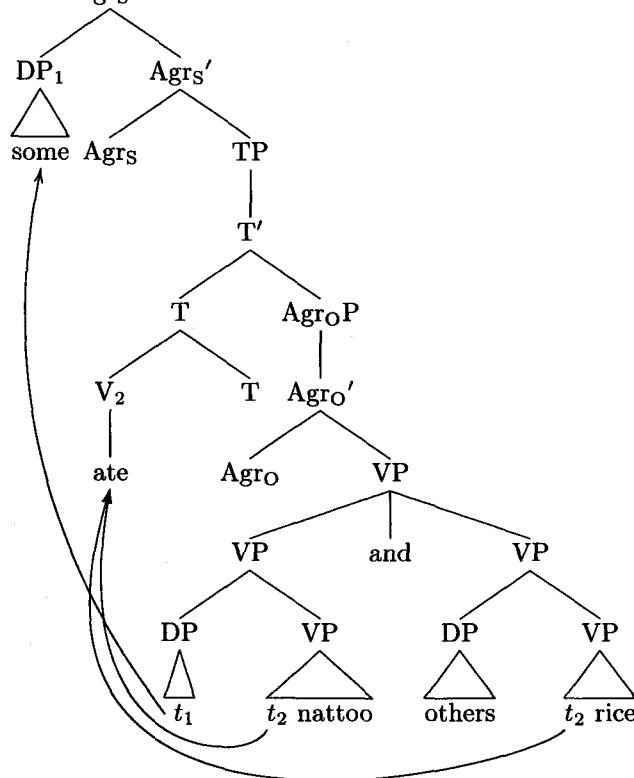 DP₁ Agrₛ′
some Agrₛ TP
T′
T AgrₒP
V₂ T Agrₒ′
ate Agrₒ VP
VP and VP
DP VP DP VP
t₁ t₂ nattoo others t₂ rice